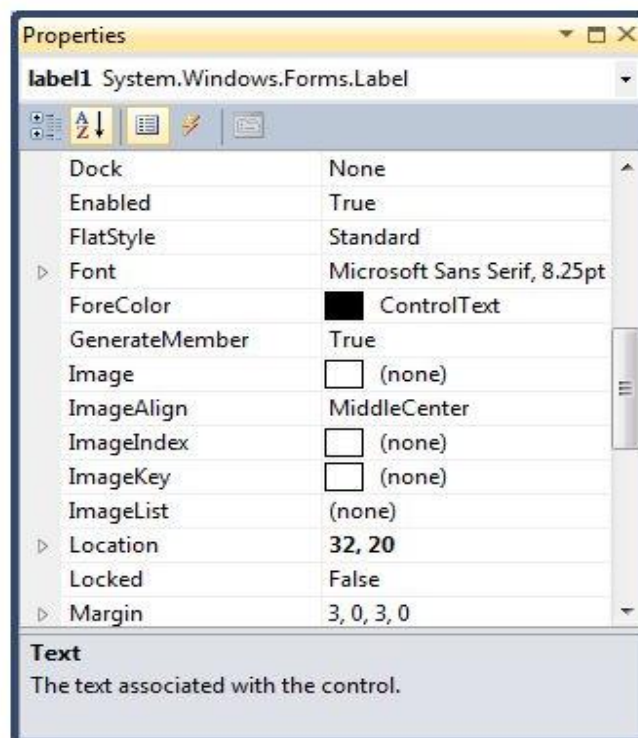 Properties
label1 System.Windows.Forms.Label
A
Z
Dock None
Enabled True
FlatStyle Standard
Font Microsoft Sans Serif, 8.25pt
ForeColor ControlText
GenerateMember True
Image (none)
ImageAlign MiddleCenter
ImageIndex (none)
ImageKey (none)
ImageList (none)
Location 32, 20
Locked False
Margin 3, 0, 3, 0
Text
The text associated with the control.